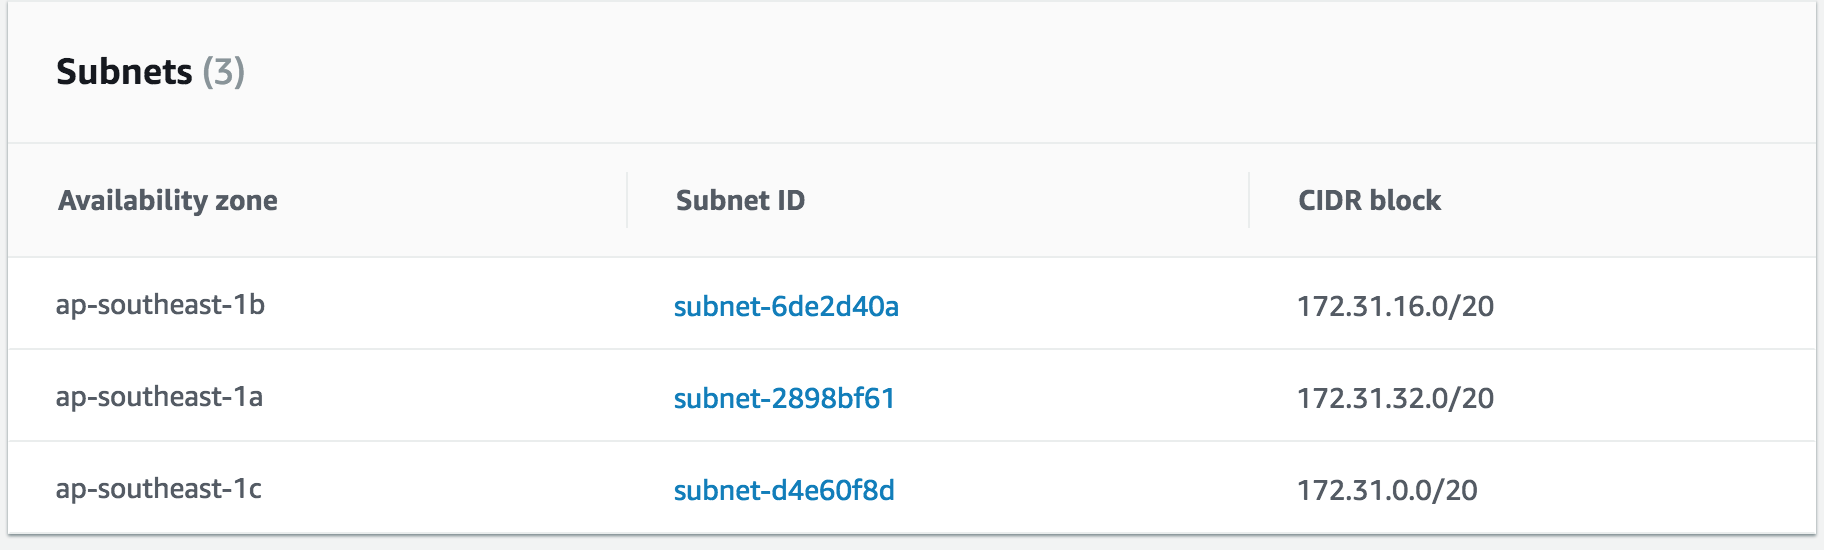 Subnets (3)
Availability zone Subnet ID CIDR block
ap-southeast-1b subnet-6de2d40a 172.31.16.0/20
ap-southeast-1a subnet-2898bf61 172.31.32.0/20
ap-southeast-1c subnet-d4e60f8d 172.31.0.0/20